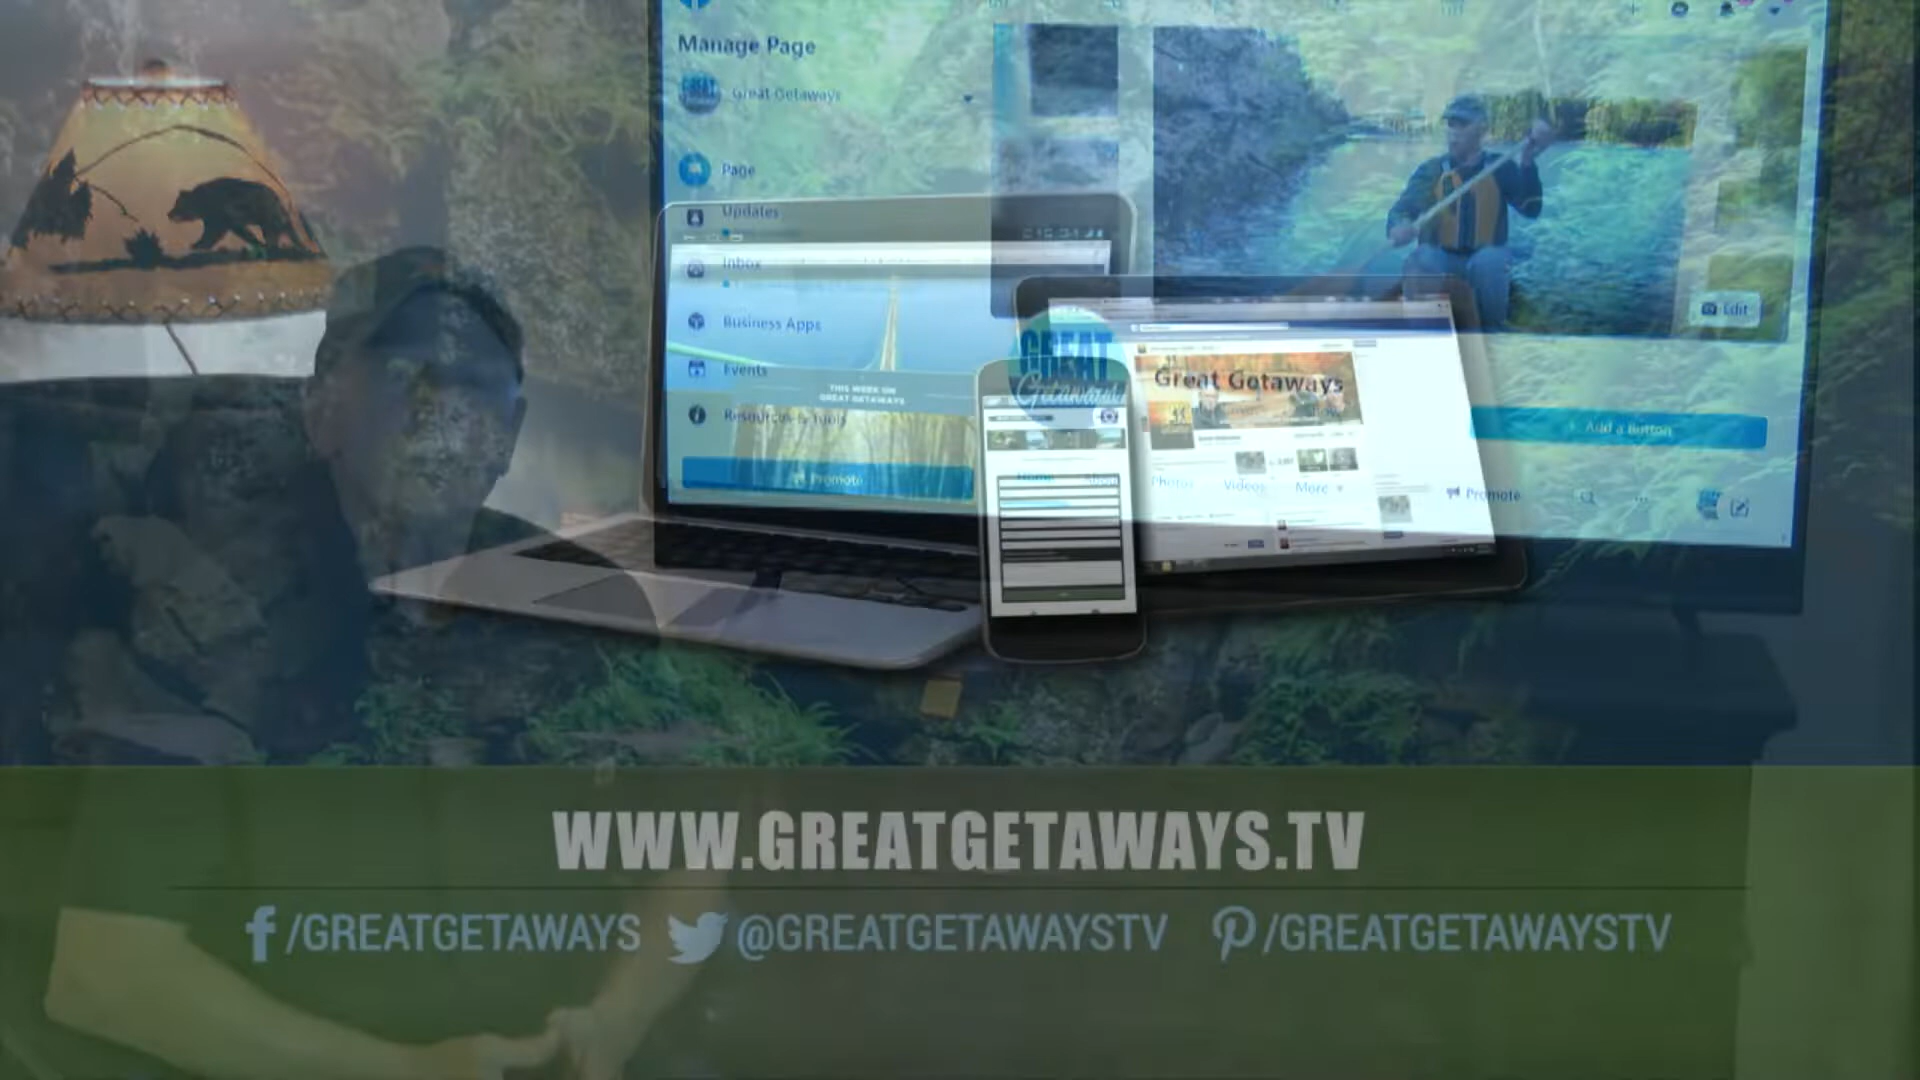 Manage Page
Great Getaways
Page
Updates
Inbox
Business Apps
Events
Resources & Tools
Promote
THIS WEEK ON
GREAT GETAWAYS
GREAT
Getaways
Great Getaways
Edit
+ Add a Button
Home
Photos
Videos
More
Promote
WWW.GREATGETAWAYS.TV
/GREATGETAWAYS
@GREATGETAWAYSTV
/GREATGETAWAYSTV